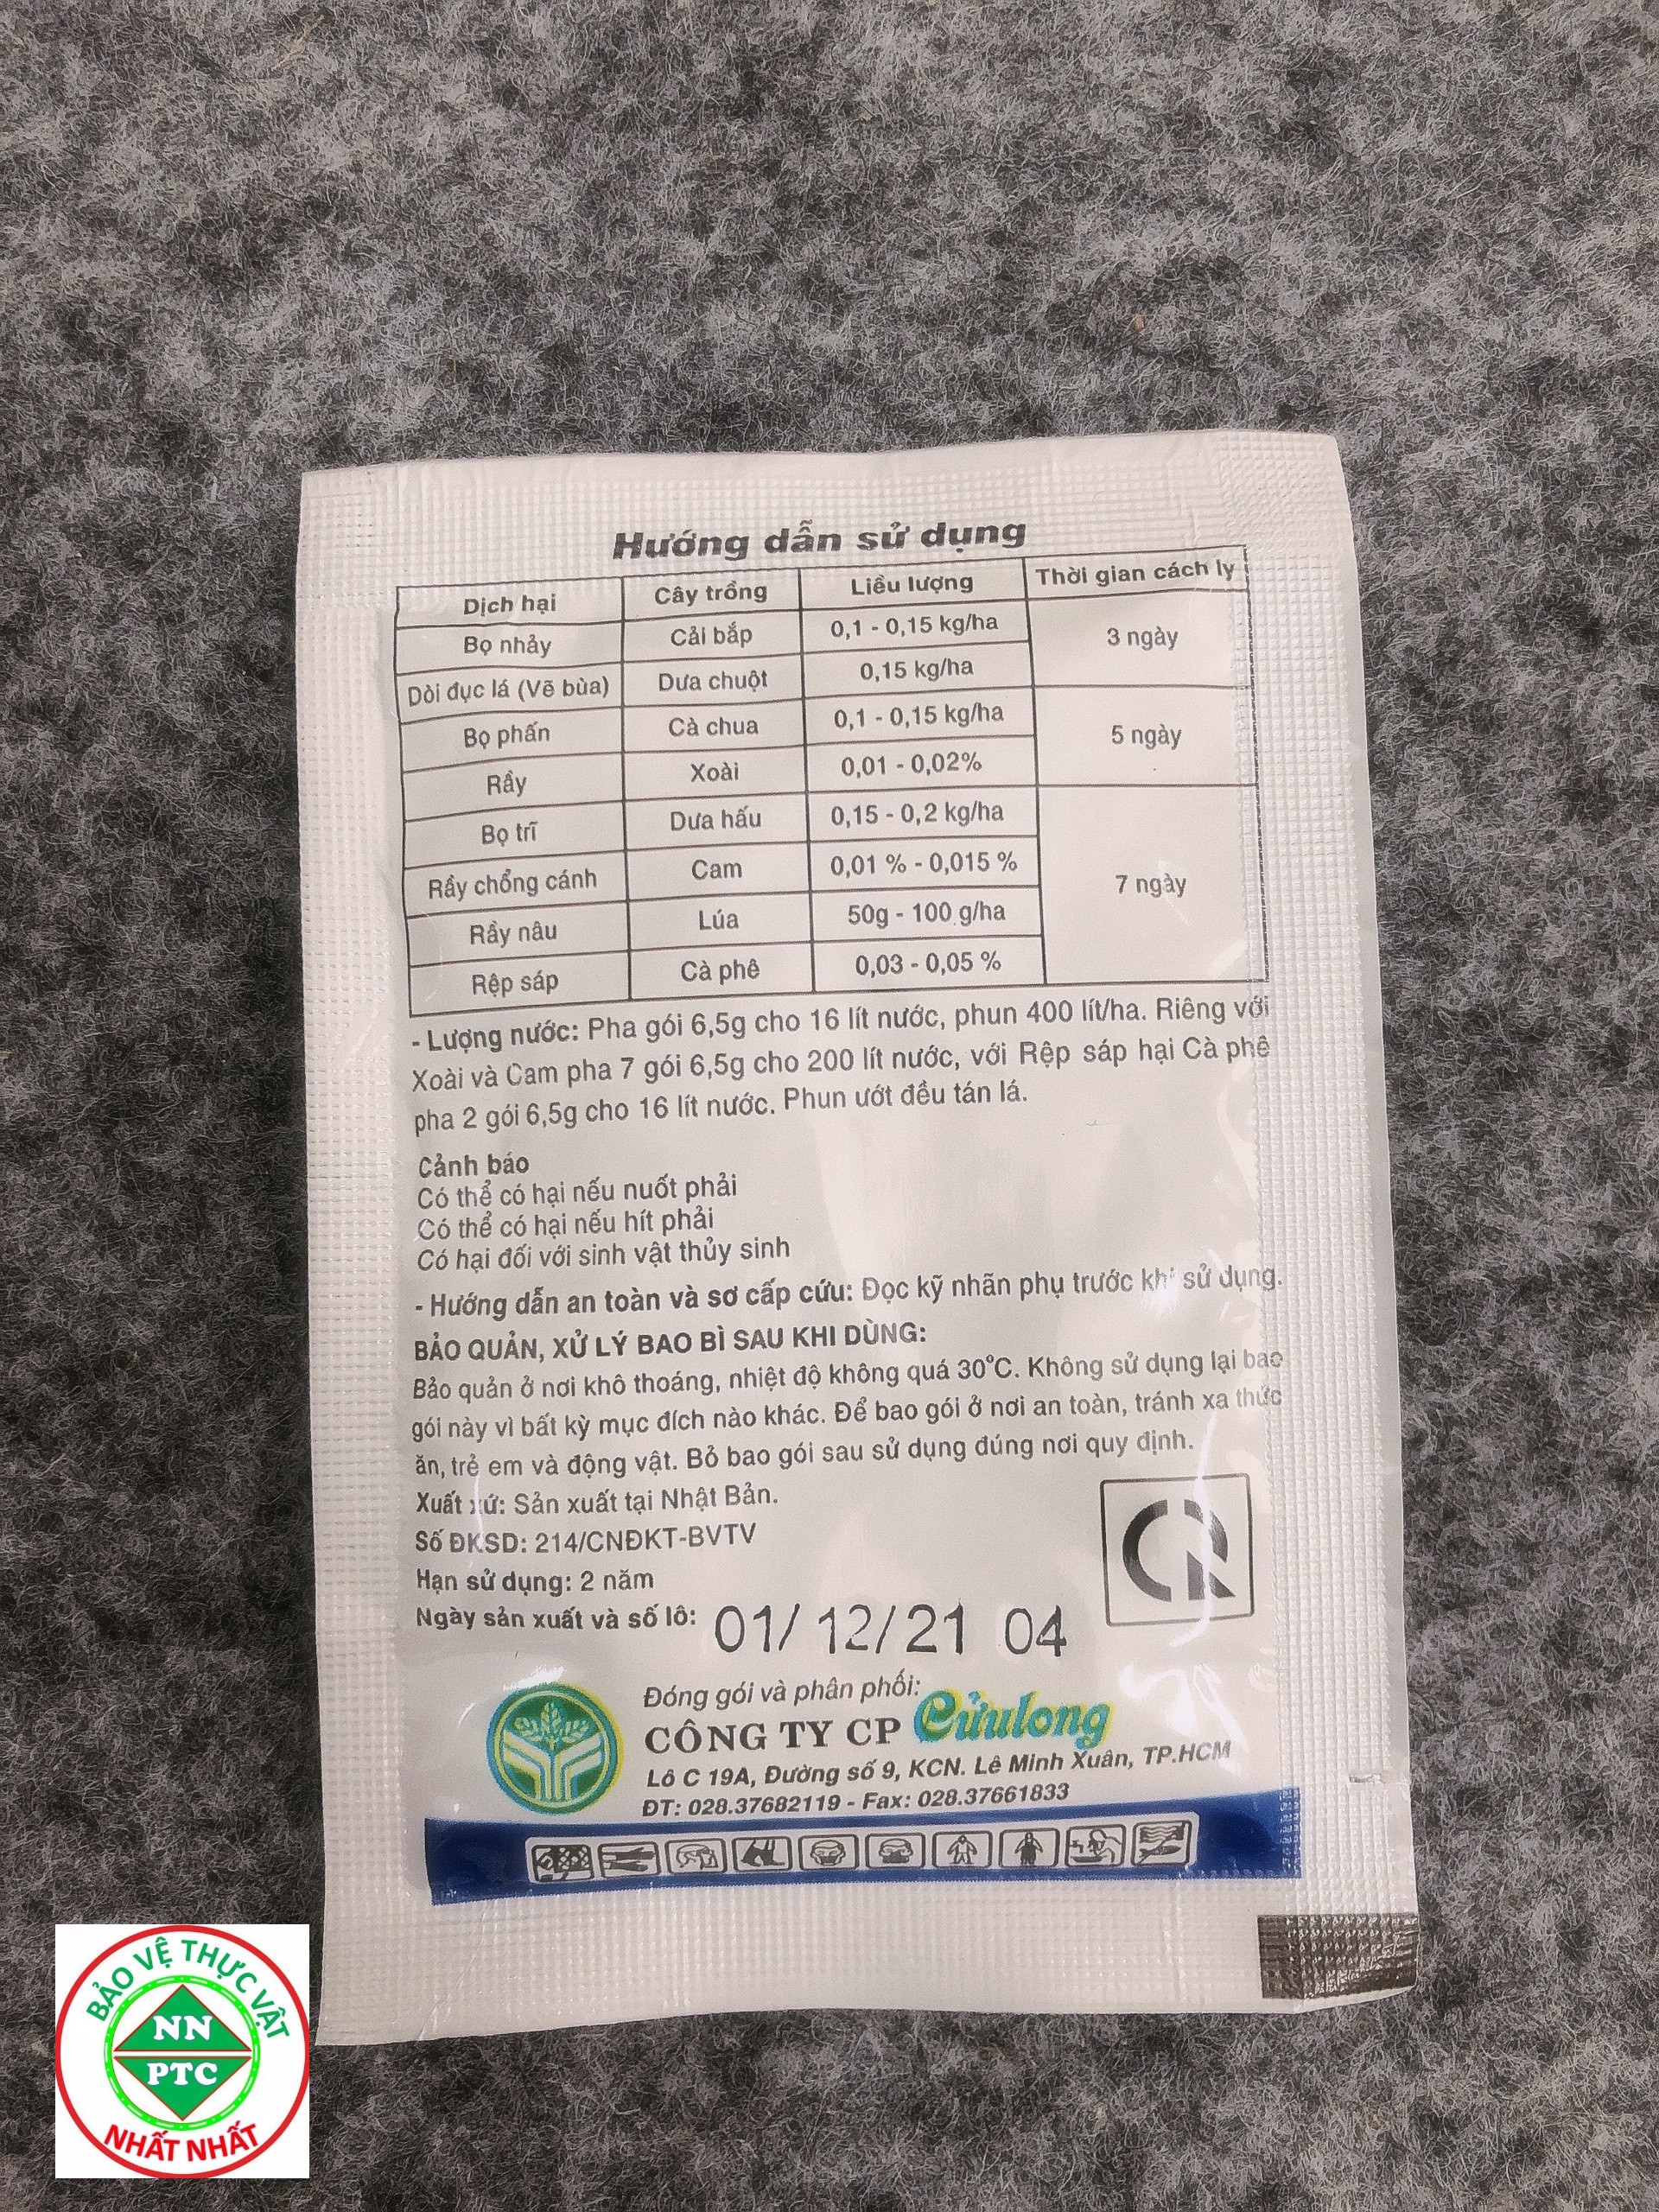 Hướng dẫn sử dụng
Dịch hại Cây trồng Liều lượng Thời gian cách ly
Bọ nhảy Cải bắp 0,1 - 0,15 kg/ha 3 ngày
Dòi đục lá (Vẽ bùa) Dưa chuột 0,15 kg/ha
Bọ phấn Cà chua 0,1 - 0,15 kg/ha 5 ngày
Rầy Xoài 0,01 - 0,02%
Bọ trĩ Dưa hấu 0,15 - 0,2 kg/ha 7 ngày
Rầy chổng cánh Cam 0,01 % - 0,015 %
Rầy nâu Lúa 50g - 100 g/ha
Rệp sáp Cà phê 0,03 - 0,05 %
- Lượng nước: Pha gói 6,5g cho 16 lít nước, phun 400 lít/ha. Riêng với
Xoài và Cam pha 7 gói 6,5g cho 200 lít nước, với Rệp sáp hại Cà phê
pha 2 gói 6,5g cho 16 lít nước. Phun ướt đều tán lá.
Cảnh báo
Có thể có hại nếu nuốt phải
Có thể có hại nếu hít phải
Có hại đối với sinh vật thủy sinh
- Hướng dẫn an toàn và sơ cấp cứu: Đọc kỹ nhãn phụ trước khi sử dụng.
BẢO QUẢN, XỬ LÝ BAO BÌ SAU KHI DÙNG:
Bảo quản ở nơi khô thoáng, nhiệt độ không quá 30°C. Không sử dụng lại bao
gói này vì bất kỳ mục đích nào khác. Để bao gói ở nơi an toàn, tránh xa thức
ăn, trẻ em và động vật. Bỏ bao gói sau sử dụng đúng nơi quy định.
Xuất xứ: Sản xuất tại Nhật Bản.
Số ĐKSD: 214/CNĐKT-BVTV
Hạn sử dụng: 2 năm
Ngày sản xuất và số lô: 01/12/21 04
CR
Đóng gói và phân phối:
CÔNG TY CP Cửulong
Lô C 19A, Đường số 9, KCN. Lê Minh Xuân, TP.HCM
ĐT: 028.37682119 - Fax: 028.37661833
BẢO VỆ THỰC VẬT
NN
PTC
NHẤT NHẤT